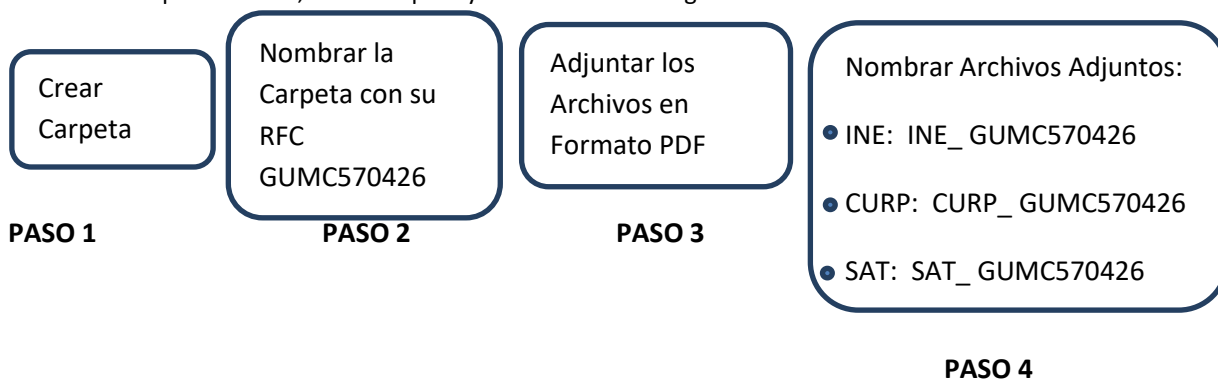 Crear
Carpeta
PASO 1
Nombrar la
Carpeta con su
RFC
GUMC570426
PASO 2
Adjuntar los
Archivos en
Formato PDF
PASO 3
Nombrar Archivos Adjuntos:
INE: INE_ GUMC570426
CURP: CURP_ GUMC570426
SAT: SAT_ GUMC570426
PASO 4